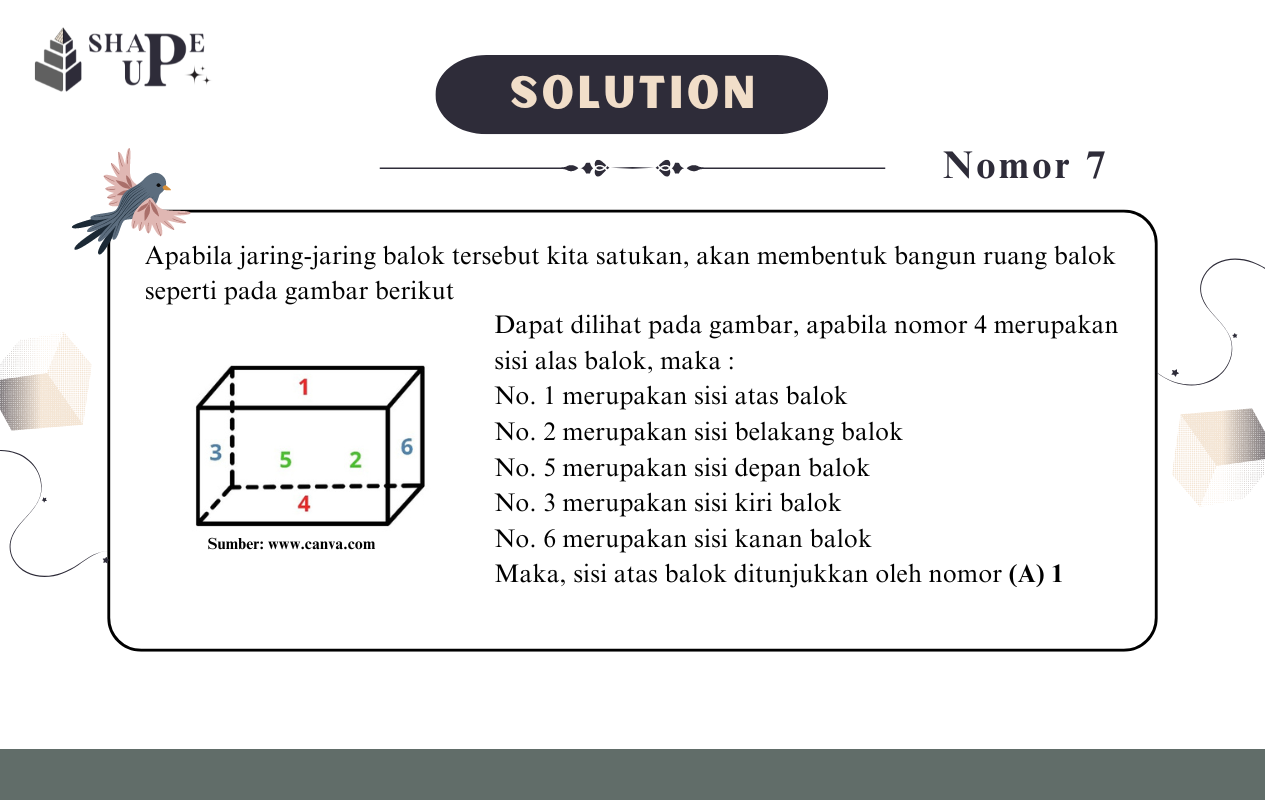 SHAPE
UP
SOLUTION
Nomor 7
Apabila jaring-jaring balok tersebut kita satukan, akan membentuk bangun ruang balok
seperti pada gambar berikut
Dapat dilihat pada gambar, apabila nomor 4 merupakan
sisi alas balok, maka :
No. 1 merupakan sisi atas balok
No. 2 merupakan sisi belakang balok
No. 5 merupakan sisi depan balok
No. 3 merupakan sisi kiri balok
No. 6 merupakan sisi kanan balok
Maka, sisi atas balok ditunjukkan oleh nomor (A) 1
1
3 5 2 6
4
Sumber: www.canva.com